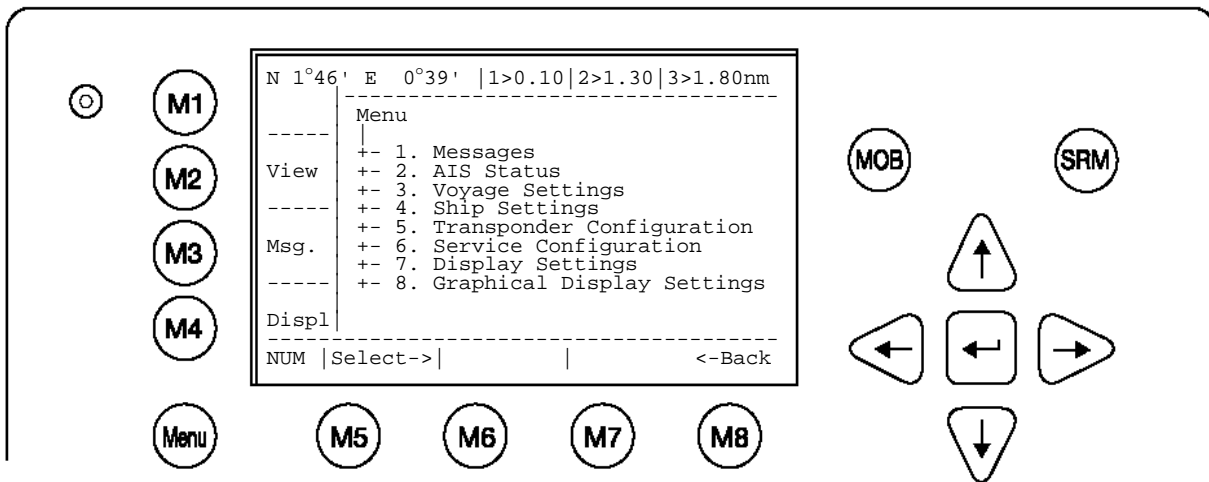 N 1°46' E 0°39' |1>0.10|2>1.30|3>1.80nm
M1
Menu
+- 1. Messages
M2
View
+- 2. AIS Status
+- 3. Voyage Settings
+- 4. Ship Settings
+- 5. Transponder Configuration
M3
Msg.
+- 6. Service Configuration
+- 7. Display Settings
+- 8. Graphical Display Settings
M4
Displ
NUM |Select->| | <-Back
MOB
SRM
Menu
M5
M6
M7
M8